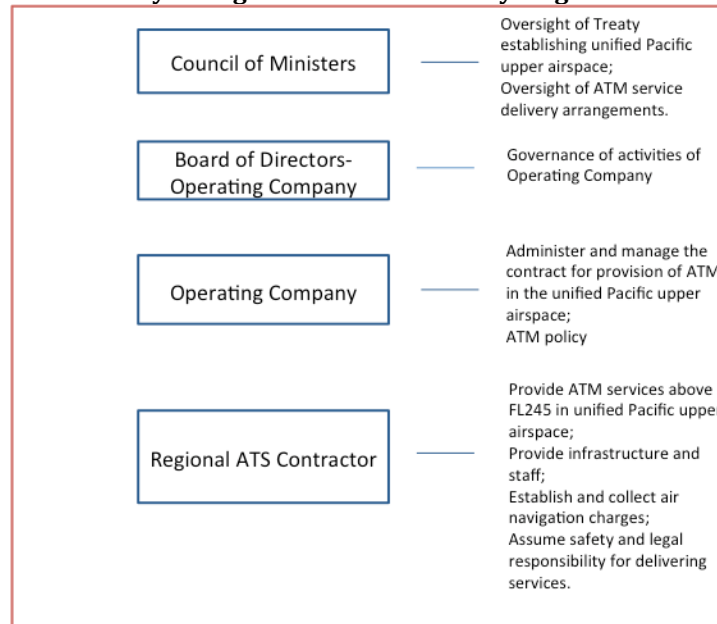 Council of Ministers
Oversight of Treaty
establishing unified Pacific
upper airspace;
Oversight of ATM service
delivery arrangements.
Board of Directors-
Operating Company
Governance of activities of
Operating Company
Operating Company
Administer and manage the
contract for provision of ATM
in the unified Pacific upper
airspace;
ATM policy
Regional ATS Contractor
Provide ATM services above
FL245 in unified Pacific upper
airspace;
Provide infrastructure and
staff;
Establish and collect air
navigation charges;
Assume safety and legal
responsibility for delivering
services.